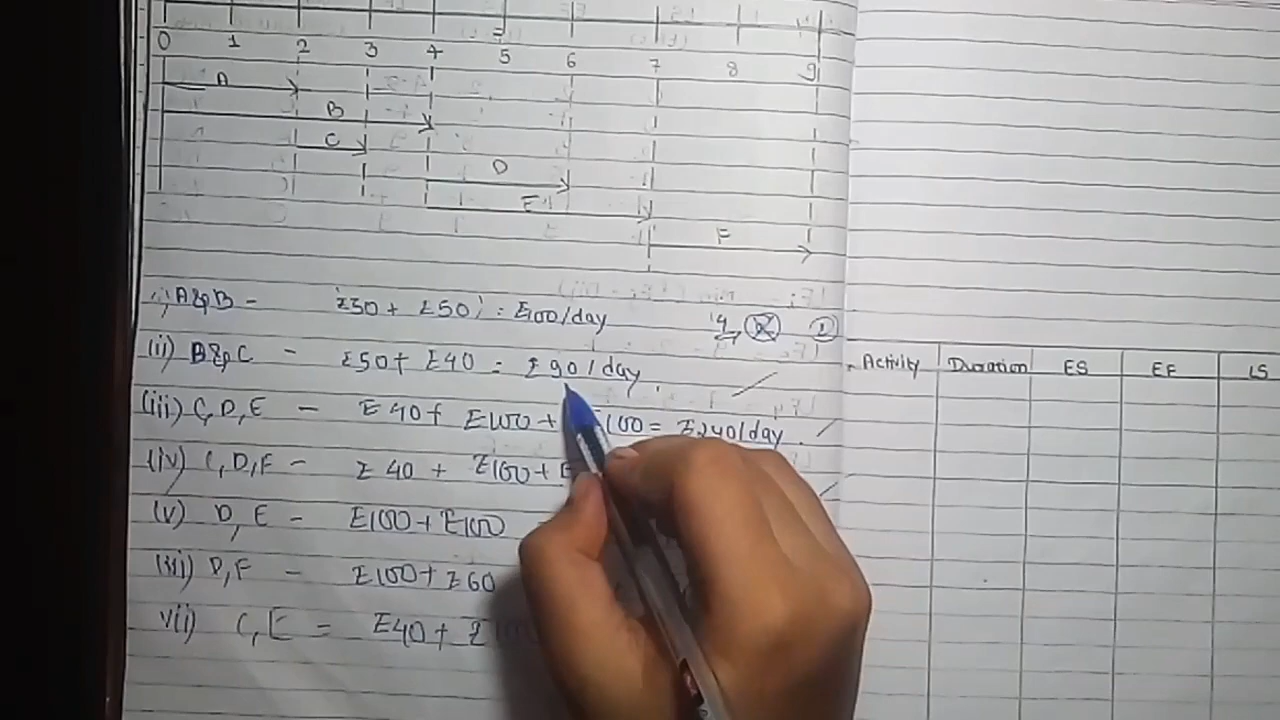 0 1 2 3 4 5 6 7 8 9
A
B
C
D
E
F
i) A & B - £50 + £50 = £100/day
(ii) B & C - £50 + £40 = £90/day
(iii) C, D, E - £40 + £100 + 100 = £240/day
(iv) C, D, F - £40 + £100 + £
(v) D, E - £100 + £100
D, F - £100 + £60
vii) C, E = £40 + £
Activity Duration ES EF LS